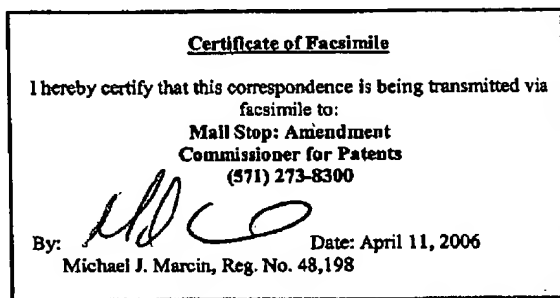 Certificate of Facsimile
I hereby certify that this correspondence is being transmitted via
facsimile to:
Mail Stop: Amendment
Commissioner for Patents
(571) 273-8300
By: Date: April 11, 2006
Michael J. Marcin, Reg. No. 48,198